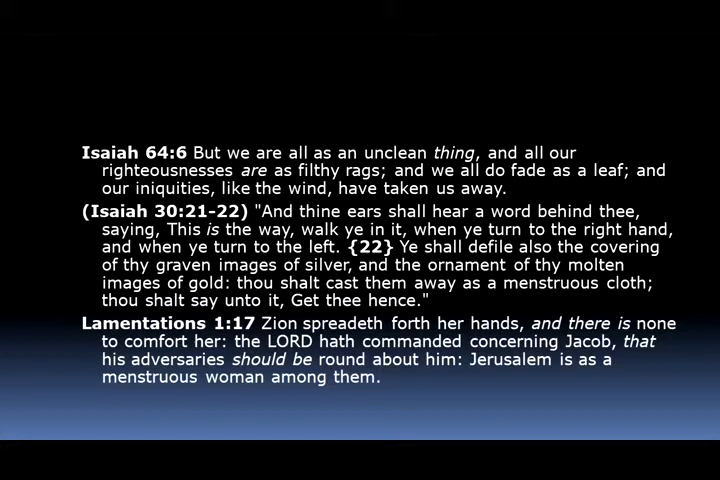 Isaiah 64:6 But we are all as an unclean thing, and all our
righteousnesses are as filthy rags; and we all do fade as a leaf; and
our iniquities, like the wind, have taken us away.
(Isaiah 30:21-22) "And thine ears shall hear a word behind thee,
saying, This is the way, walk ye in it, when ye turn to the right hand,
and when ye turn to the left. {22} Ye shall defile also the covering
of thy graven images of silver, and the ornament of thy molten
images of gold: thou shalt cast them away as a menstruous cloth;
thou shalt say unto it, Get thee hence."
Lamentations 1:17 Zion spreadeth forth her hands, and there is none
to comfort her: the LORD hath commanded concerning Jacob, that
his adversaries should be round about him: Jerusalem is as a
menstruous woman among them.